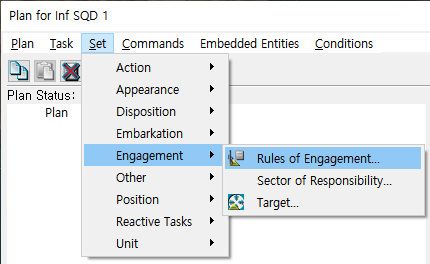 Plan for Inf SQD 1
Plan Task Set Commands Embedded Entities Conditions
Plan Status:
Plan
Action
Appearance
Disposition
Embarkation
Engagement
Other
Position
Reactive Tasks
Unit
Rules of Engagement...
Sector of Responsibility...
Target...